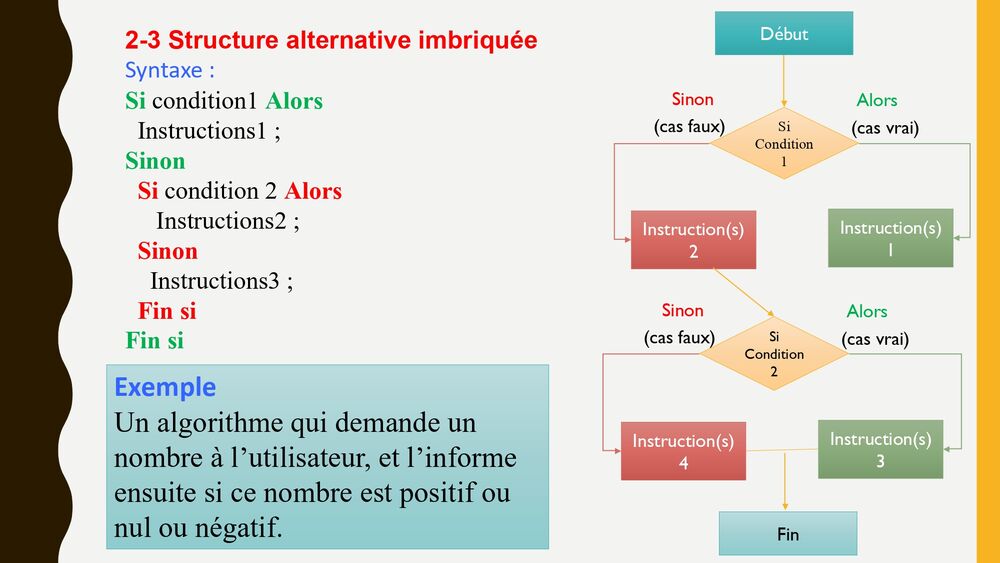 2-3 Structure alternative imbriquée
Syntaxe :
Si condition1 Alors
Instructions1 ;
Sinon
Si condition 2 Alors
Instructions2 ;
Sinon
Instructions3 ;
Fin si
Fin si
Exemple
Un algorithme qui demande un
nombre à l’utilisateur, et l’informe
ensuite si ce nombre est positif ou
nul ou négatif.
Début
Sinon
(cas faux)
Si
Condition
1
Alors
(cas vrai)
Instruction(s)
2
Instruction(s)
1
Sinon
(cas faux)
Si
Condition
2
Alors
(cas vrai)
Instruction(s)
4
Instruction(s)
3
Fin